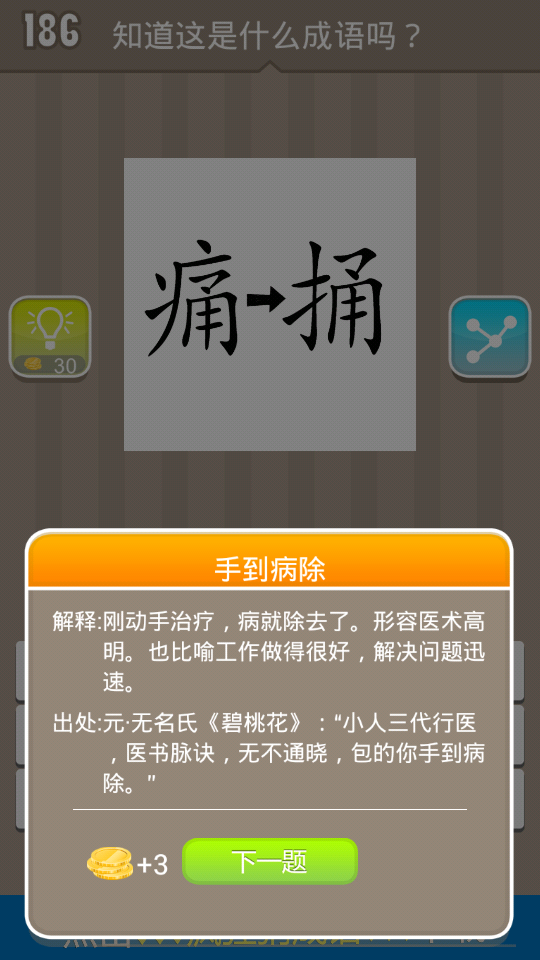 186 知道这是什么成语吗？
痛➡捅
30
手到病除
解释:刚动手治疗，病就除去了。形容医术高
明。也比喻工作做得很好，解决问题迅
速。
出处:元·无名氏《碧桃花》："小人三代行医
，医书脉诀，无不通晓，包的你手到病
除。"
+3 下一题